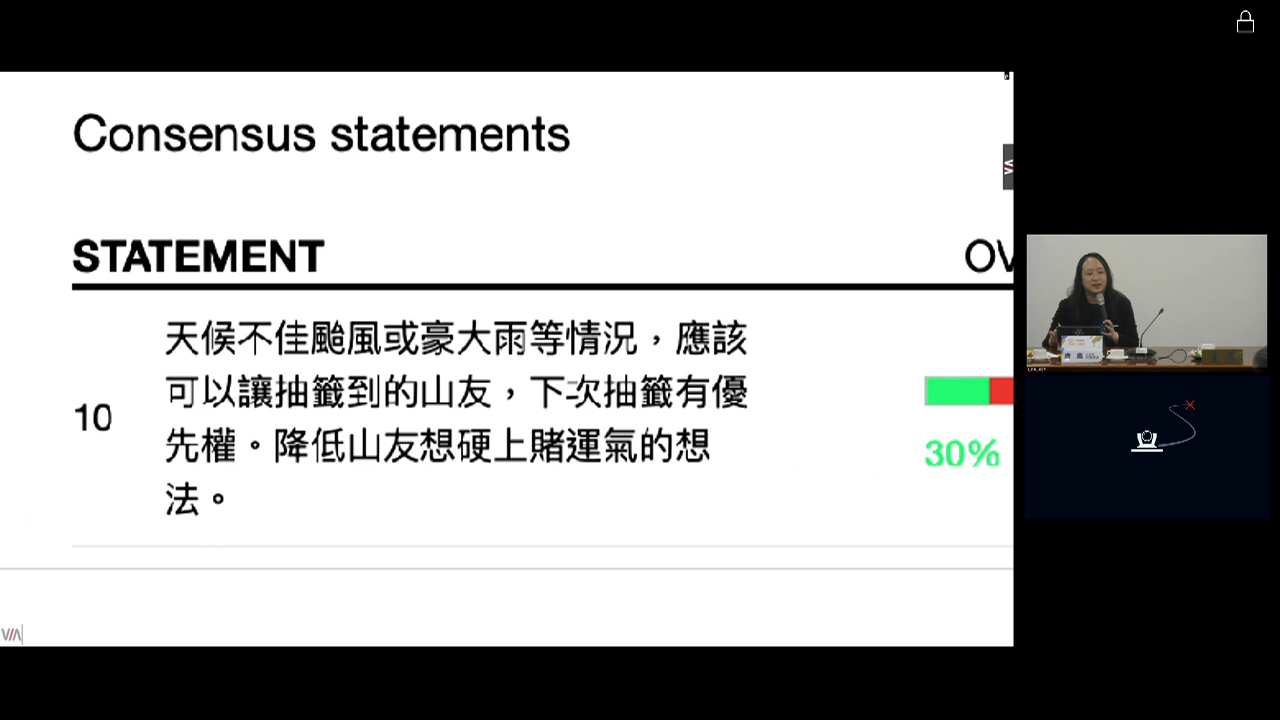 Consensus statements
STATEMENT
OV
天候不佳颱風或豪大雨等情況，應該
可以讓抽籤到的山友，下次抽籤有優
先權。降低山友想硬上賭運氣的想
法。
10
30%
V/A